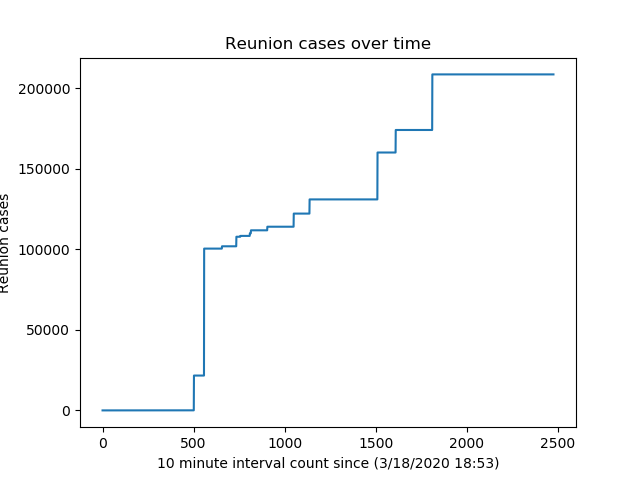 Reunion cases over time
200000
150000
100000
50000
0
Reunion cases
0 500 1000 1500 2000 2500
10 minute interval count since (3/18/2020 18:53)